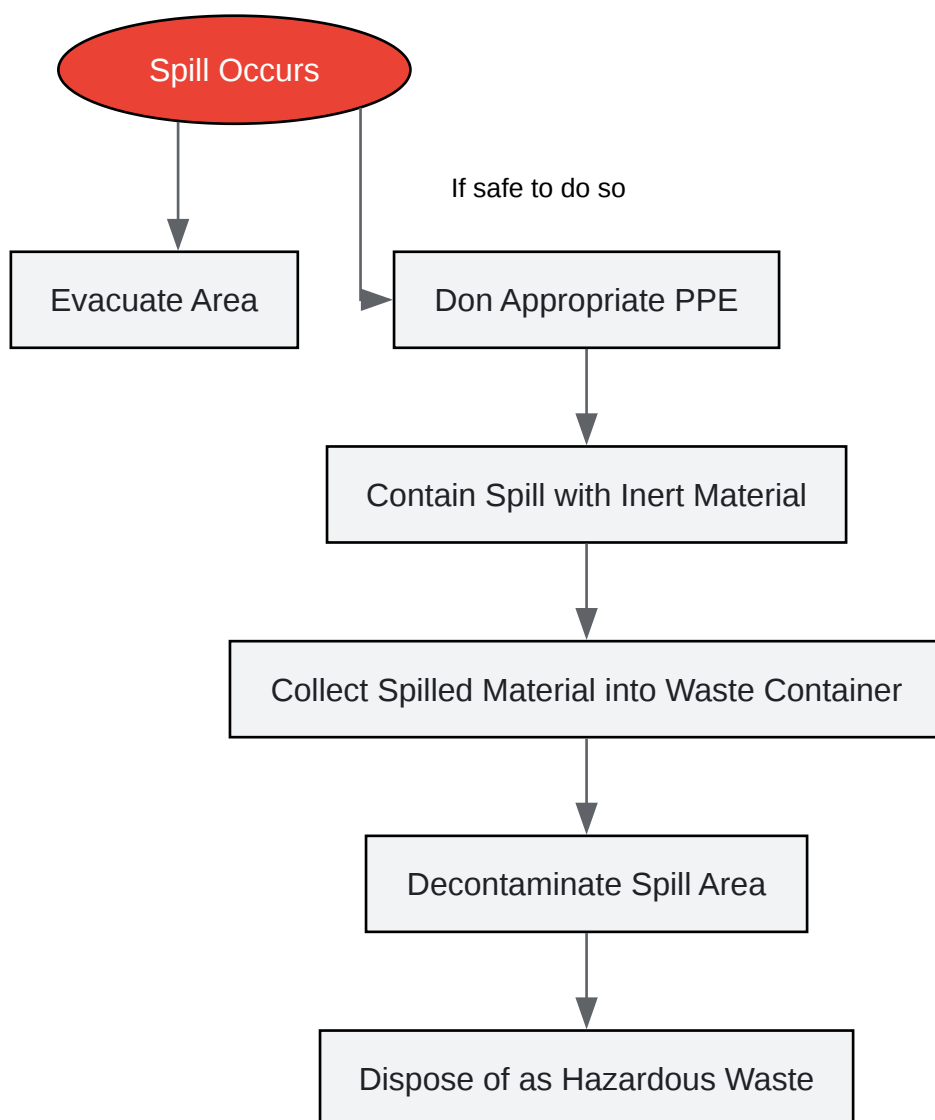 Spill Occurs
If safe to do so
Evacuate Area
Don Appropriate PPE
Contain Spill with Inert Material
Collect Spilled Material into Waste Container
Decontaminate Spill Area
Dispose of as Hazardous Waste